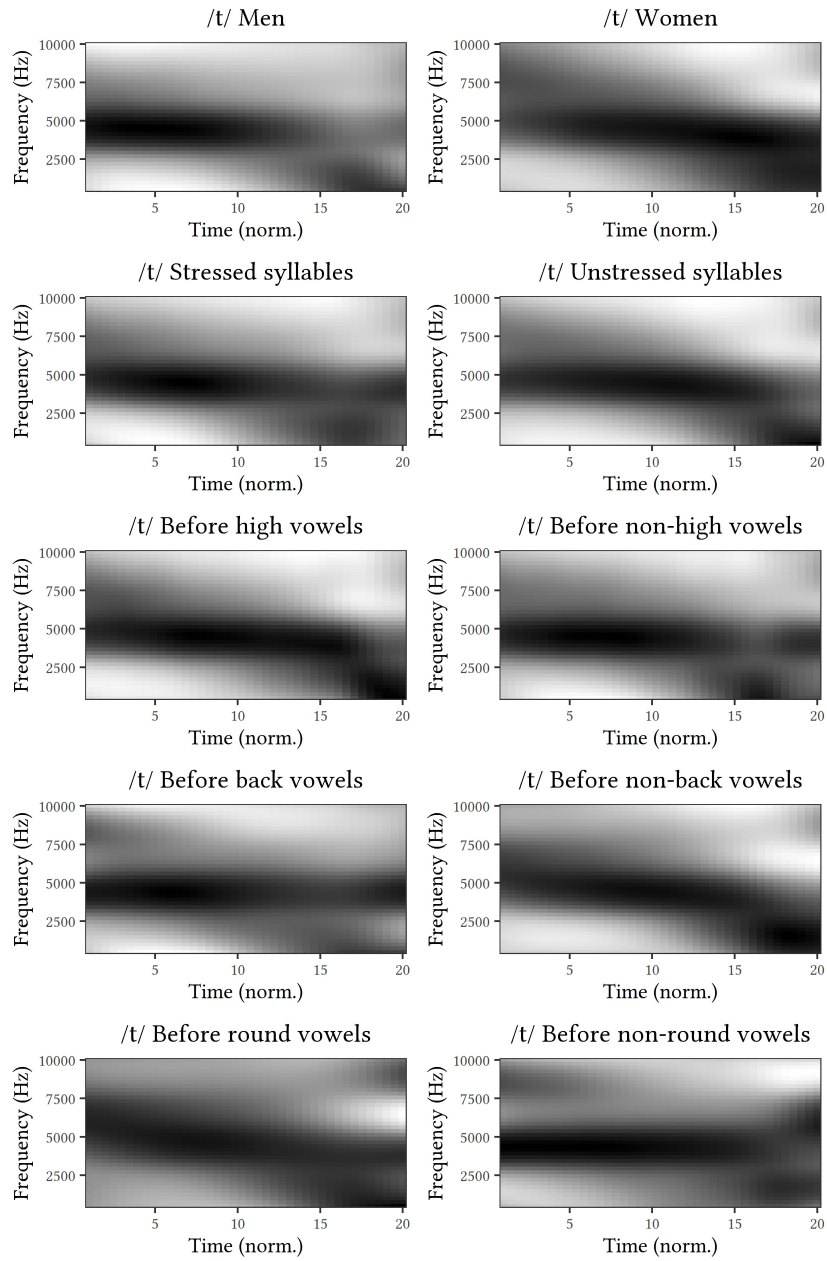 /t/ Men
Frequency (Hz)
10000
7500
5000
2500
5 10 15 20
Time (norm.)
/t/ Women
Frequency (Hz)
10000
7500
5000
2500
5 10 15 20
Time (norm.)
/t/ Stressed syllables
Frequency (Hz)
10000
7500
5000
2500
5 10 15 20
Time (norm.)
/t/ Unstressed syllables
Frequency (Hz)
10000
7500
5000
2500
5 10 15 20
Time (norm.)
/t/ Before high vowels
Frequency (Hz)
10000
7500
5000
2500
5 10 15 20
Time (norm.)
/t/ Before non-high vowels
Frequency (Hz)
10000
7500
5000
2500
5 10 15 20
Time (norm.)
/t/ Before back vowels
Frequency (Hz)
10000
7500
5000
2500
5 10 15 20
Time (norm.)
/t/ Before non-back vowels
Frequency (Hz)
10000
7500
5000
2500
5 10 15 20
Time (norm.)
/t/ Before round vowels
Frequency (Hz)
10000
7500
5000
2500
5 10 15 20
Time (norm.)
/t/ Before non-round vowels
Frequency (Hz)
10000
7500
5000
2500
5 10 15 20
Time (norm.)